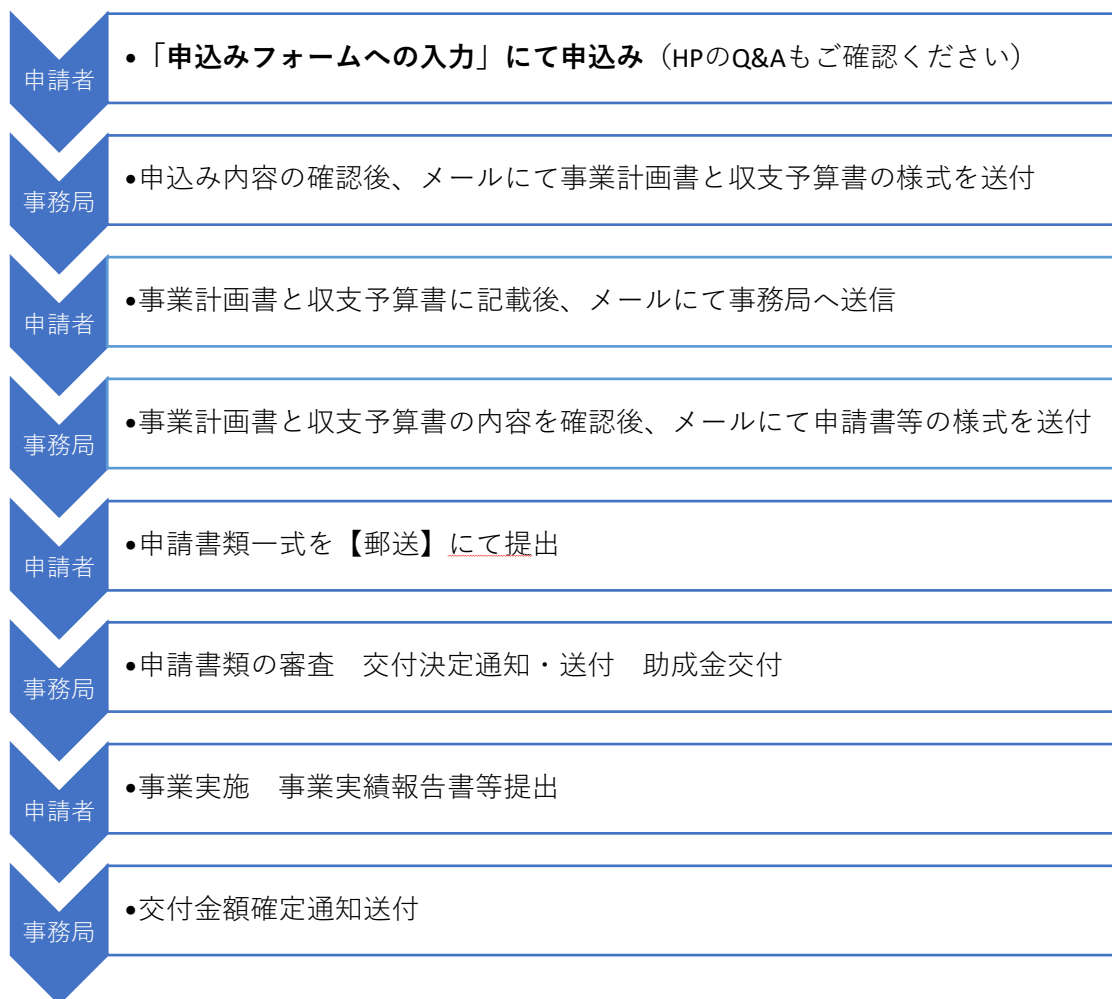 申請者
•「申込みフォームへの入力」にて申込み（HPのQ&Aもご確認ください）
事務局
•申込み内容の確認後、メールにて事業計画書と収支予算書の様式を送付
申請者
•事業計画書と収支予算書に記載後、メールにて事務局へ送信
事務局
•事業計画書と収支予算書の内容を確認後、メールにて申請書等の様式を送付
申請者
•申請書類一式を【郵送】にて提出
事務局
•申請書類の審査　交付決定通知・送付　助成金交付
申請者
•事業実施　事業実績報告書等提出
事務局
•交付金額確定通知送付